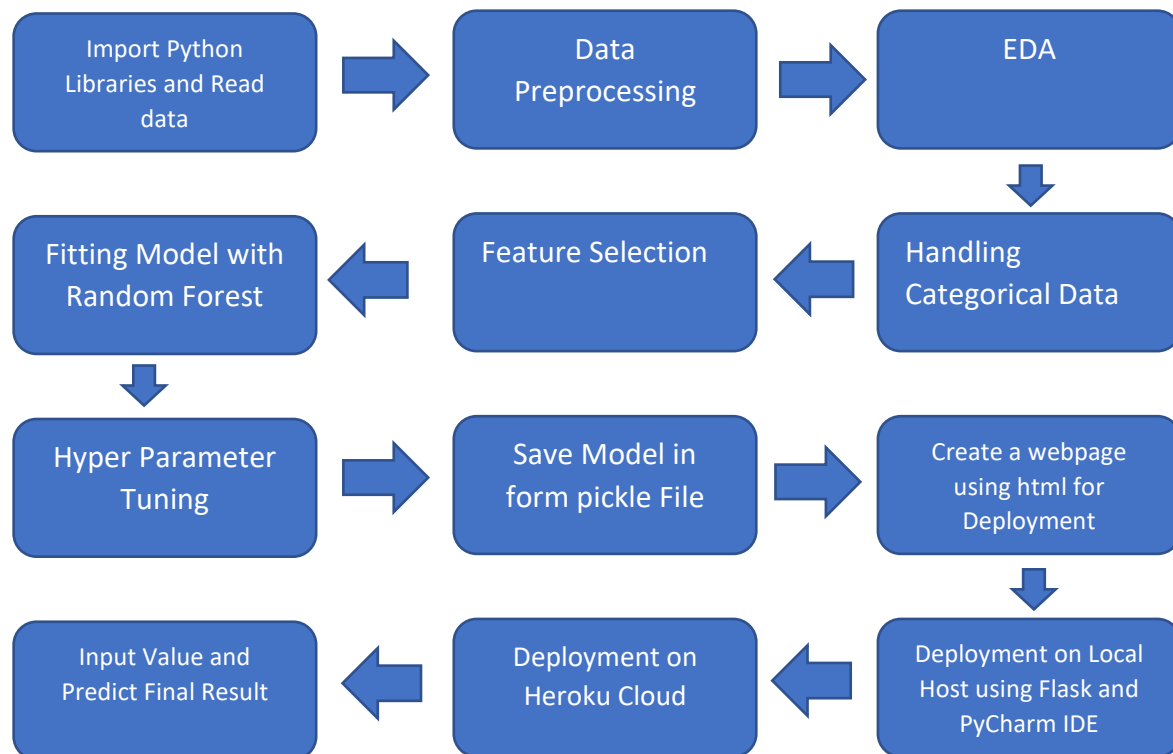 Import Python
Libraries and Read
data
Data
Preprocessing
EDA
Handling
Categorical Data
Feature Selection
Fitting Model with
Random Forest
Hyper Parameter
Tuning
Save Model in
form pickle File
Create a webpage
using html for
Deployment
Deployment on Local
Host using Flask and
PyCharm IDE
Deployment on
Heroku Cloud
Input Value and
Predict Final Result